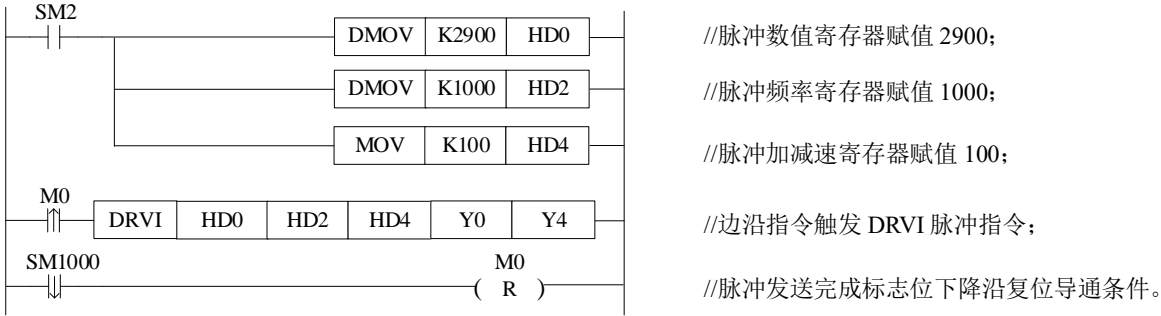 SM2
DMOV K2900 HD0 //脉冲数值寄存器赋值 2900；
DMOV K1000 HD2 //脉冲频率寄存器赋值 1000；
MOV K100 HD4 //脉冲加减速寄存器赋值 100；
M0
DRVI HD0 HD2 HD4 Y0 Y4 //边沿指令触发 DRVI 脉冲指令；
SM1000 M0
( R ) //脉冲发送完成标志位下降沿复位导通条件。